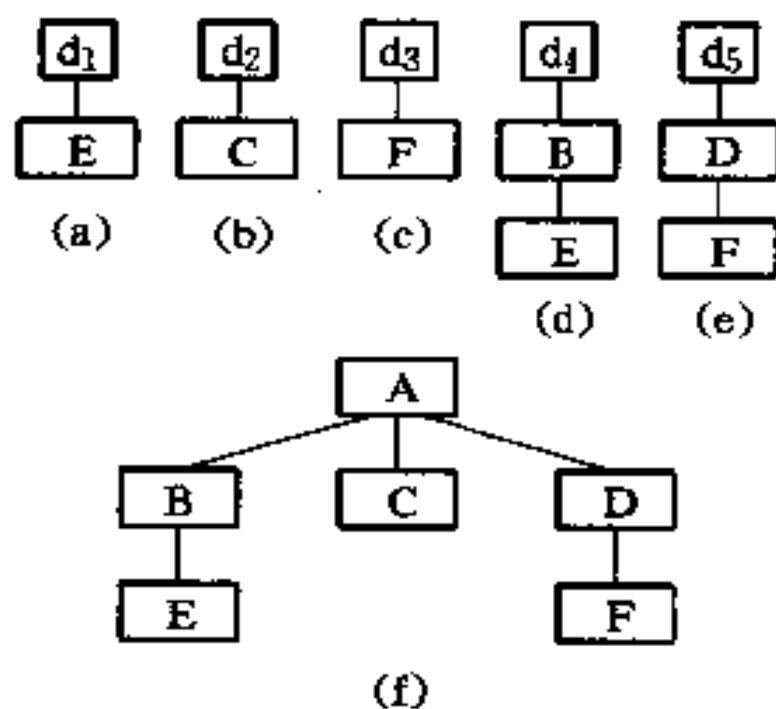 d₁ d₂ d₃ d₄ d₅
E C F B D
(a) (b) (c) E F
(d) (e)
A
B C D
E F
(f)